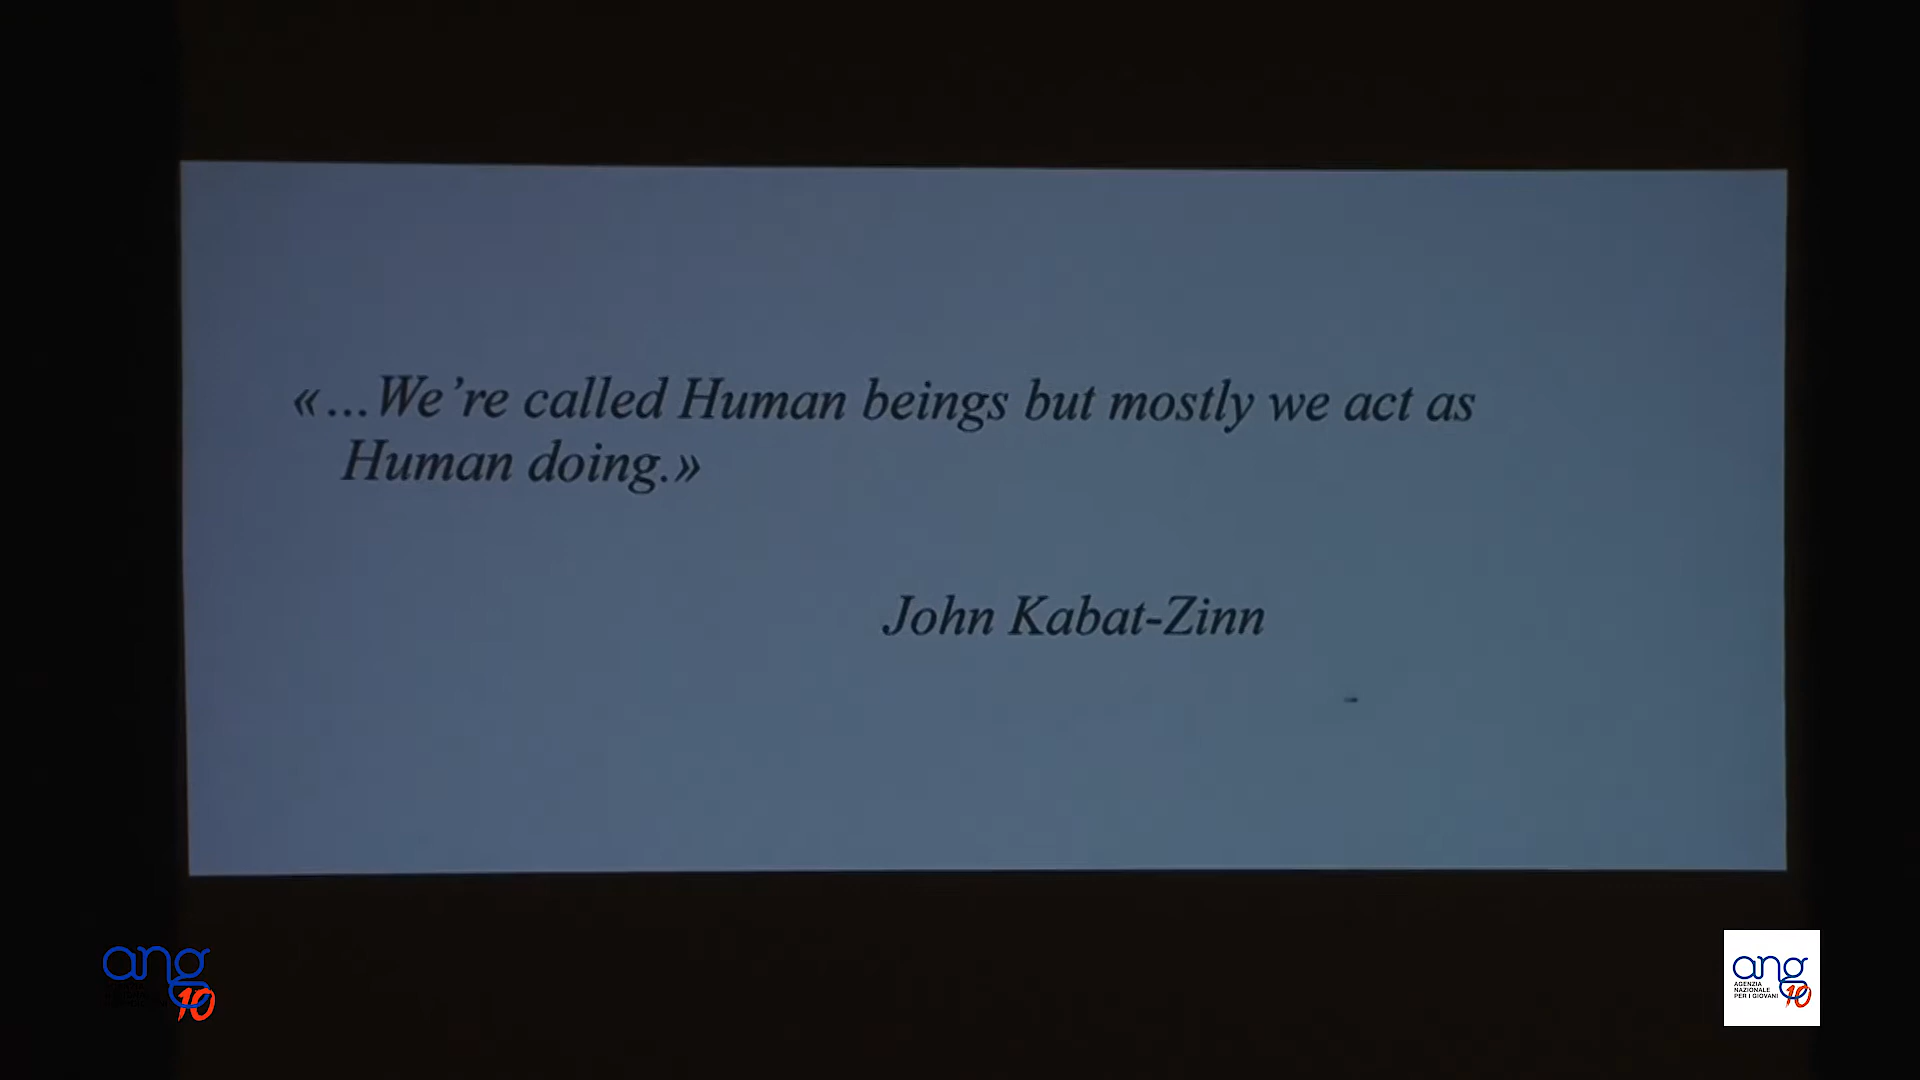 «…We’re called Human beings but mostly we act as
Human doing.»
John Kabat-Zinn
ang
10
ang
AGENZIA
NAZIONALE
PER I GIOVANI
10